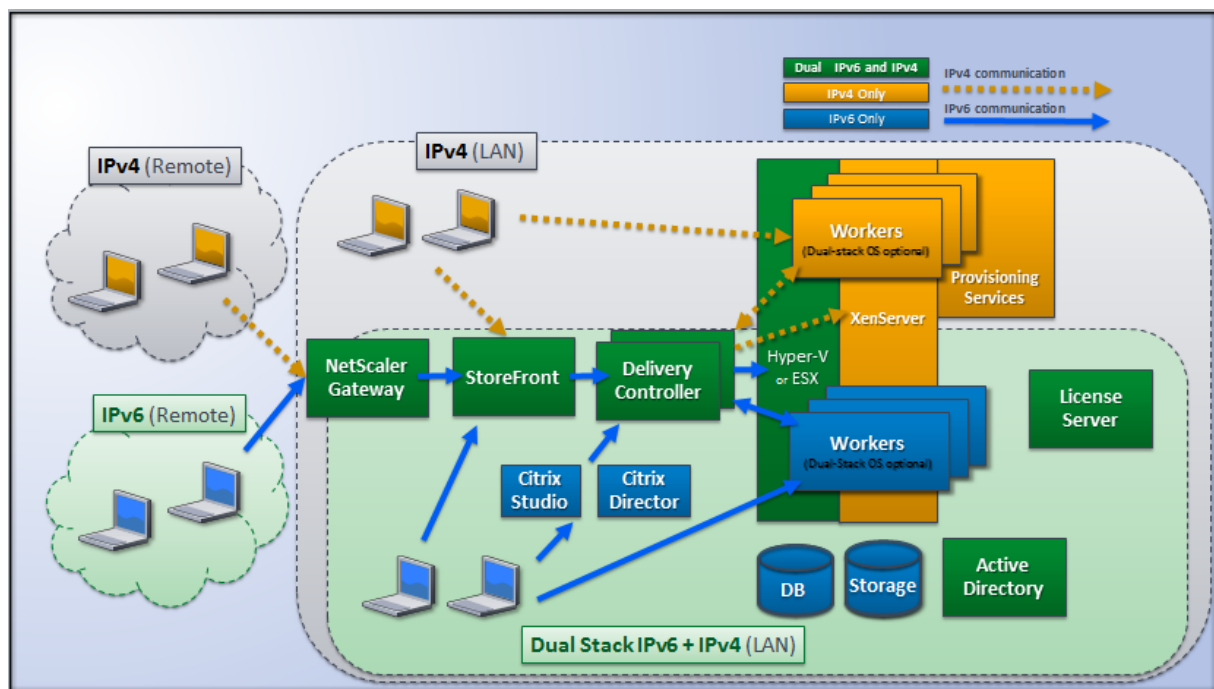 Dual IPv6 and IPv4
IPv4 Only
IPv6 Only
IPv4 communication
IPv6 communication
IPv4 (Remote)
IPv4 (LAN)
Workers
(Dual-stack OS optional)
Provisioning
Services
XenServer
Hyper-V
or ESX
NetScaler
Gateway
StoreFront
Delivery
Controller
License
Server
IPv6 (Remote)
Workers
(Dual-Stack OS optional)
Citrix
Studio
Citrix
Director
DB
Storage
Active
Directory
Dual Stack IPv6 + IPv4 (LAN)